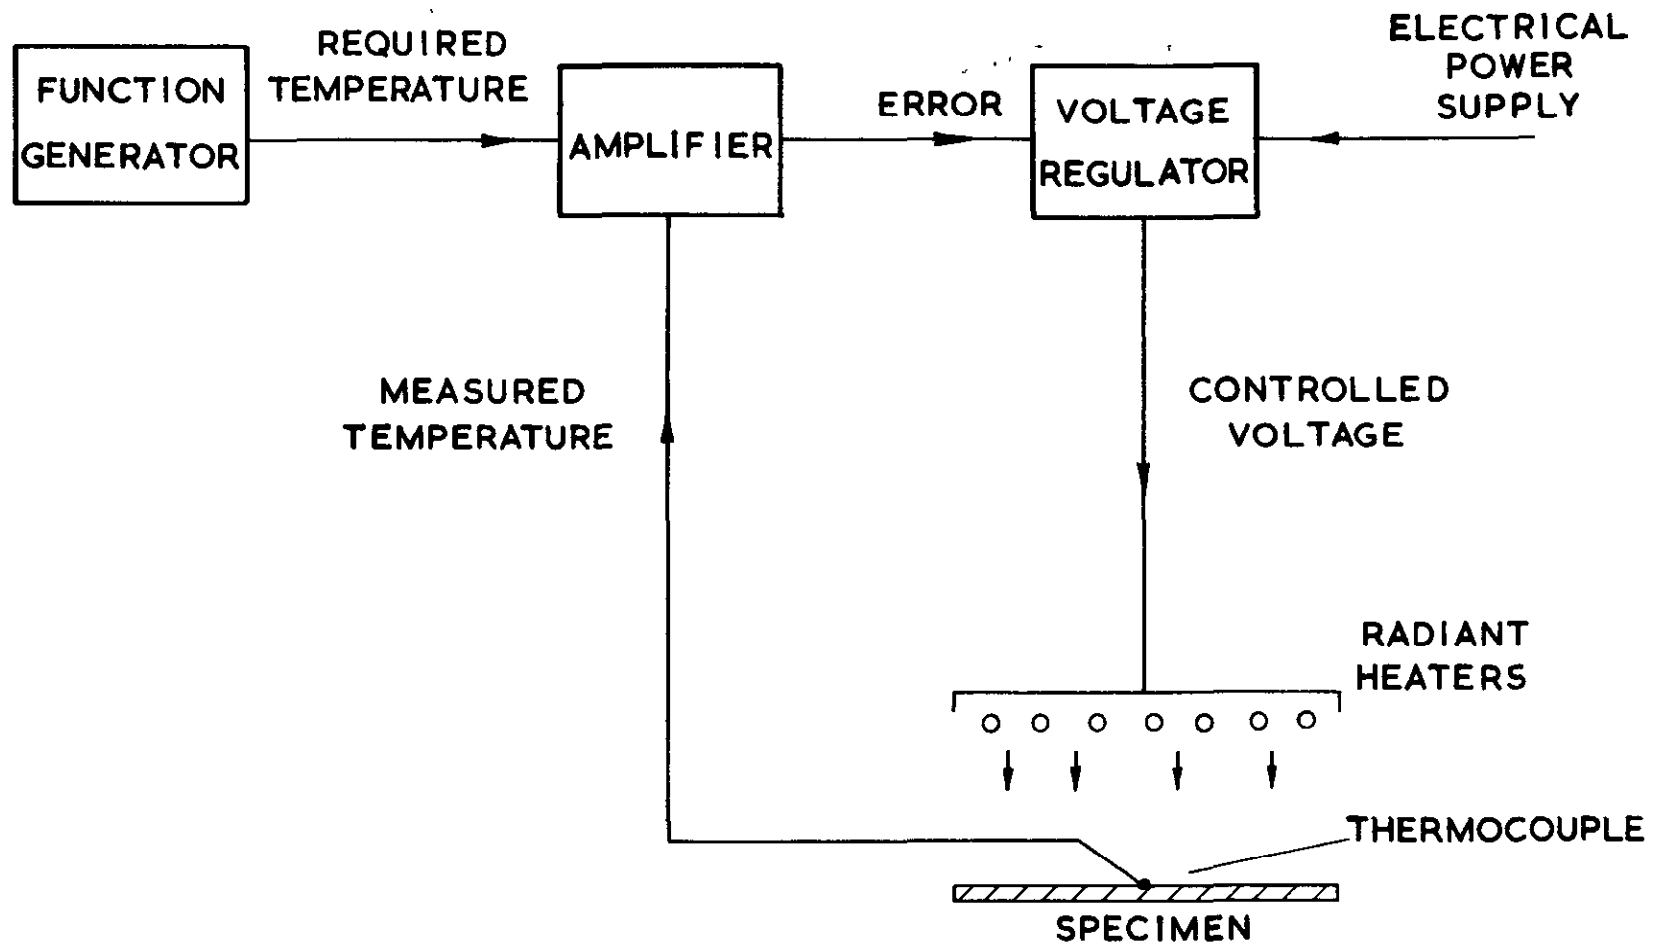 FUNCTION
GENERATOR
REQUIRED
TEMPERATURE
AMPLIFIER
ERROR
VOLTAGE
REGULATOR
ELECTRICAL
POWER
SUPPLY
MEASURED
TEMPERATURE
CONTROLLED
VOLTAGE
RADIANT
HEATERS
THERMOCOUPLE
SPECIMEN